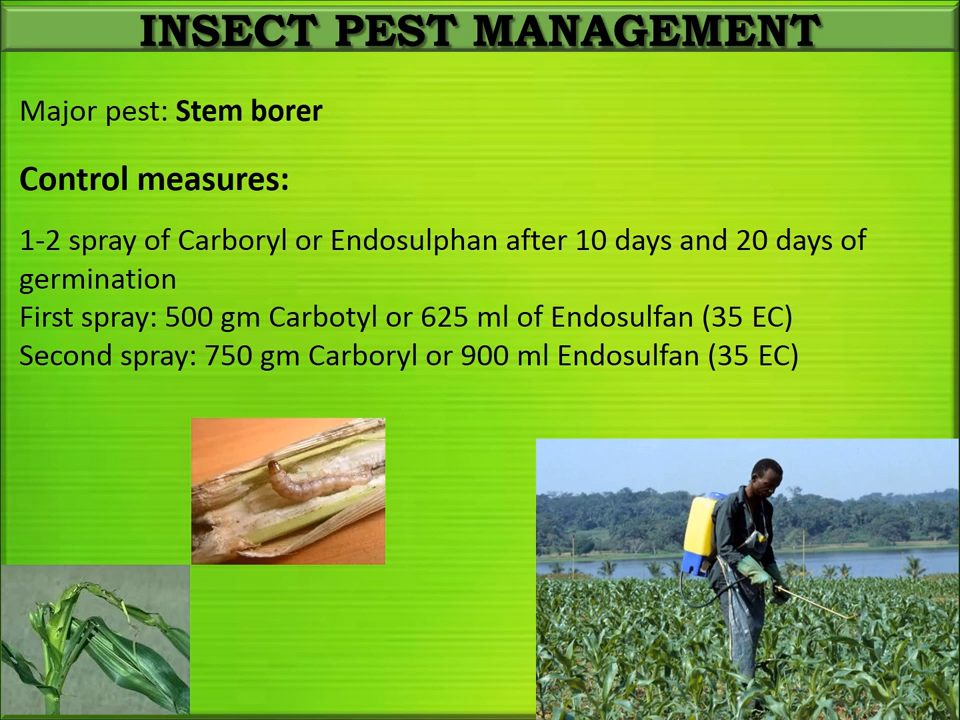 INSECT PEST MANAGEMENT
Major pest: Stem borer
Control measures:
1-2 spray of Carboryl or Endosulphan after 10 days and 20 days of
germination
First spray: 500 gm Carbotyl or 625 ml of Endosulfan (35 EC)
Second spray: 750 gm Carboryl or 900 ml Endosulfan (35 EC)